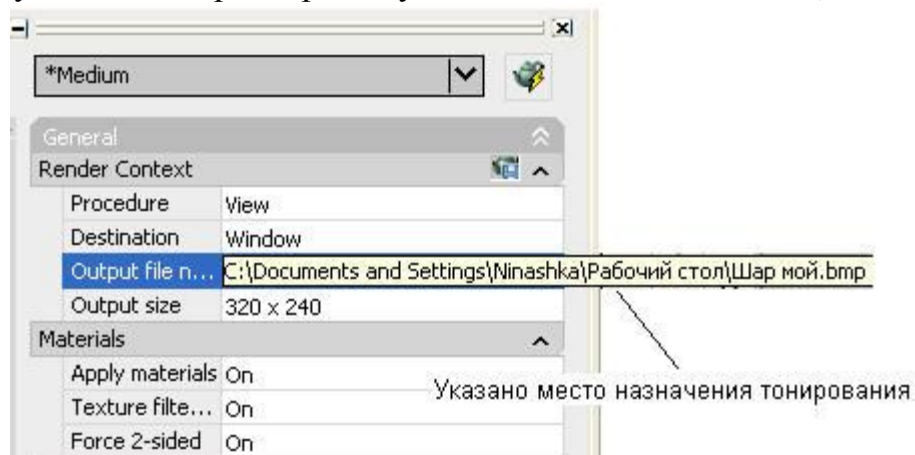 *Medium
General
Render Context
Procedure View
Destination Window
Output file n... C:\Documents and Settings\Ninashka\Рабочий стол\Шар мой.bmp
Output size 320 x 240
Materials
Apply materials On
Указано место назначения тонирования
Texture filte... On
Force 2-sided On